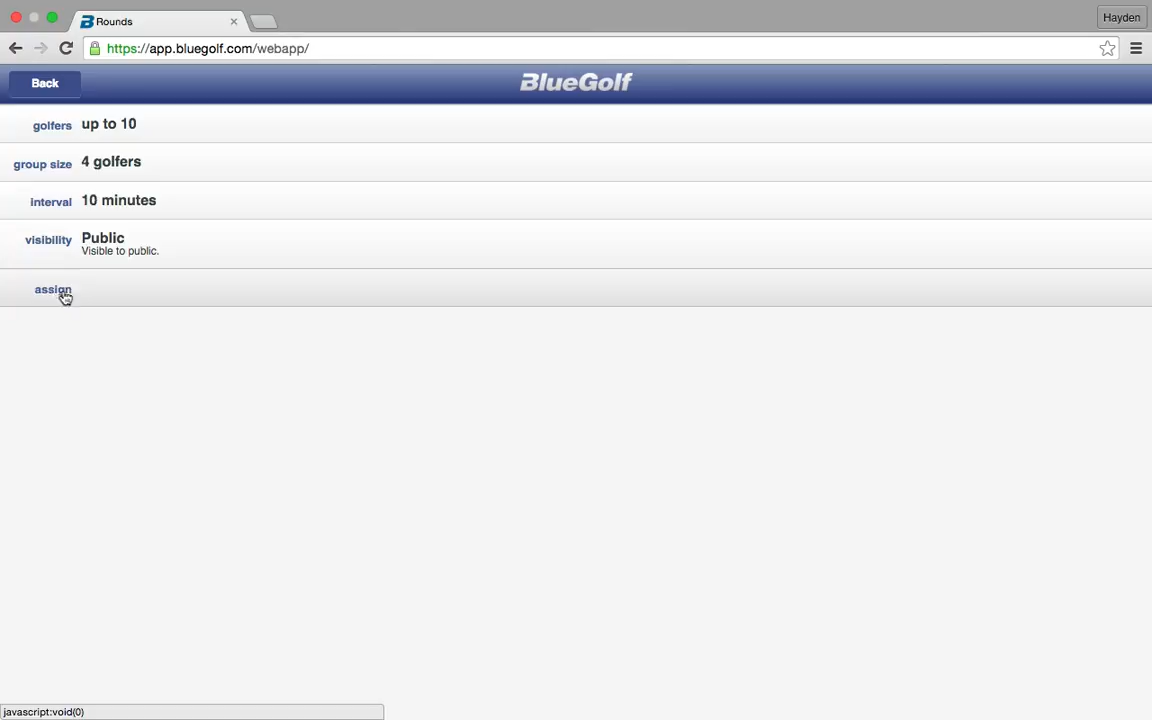 Rounds
Hayden
https://app.bluegolf.com/webapp/
Back
BlueGolf
golfers up to 10
group size 4 golfers
interval 10 minutes
visibility Public
Visible to public.
assign
javascript:void(0)